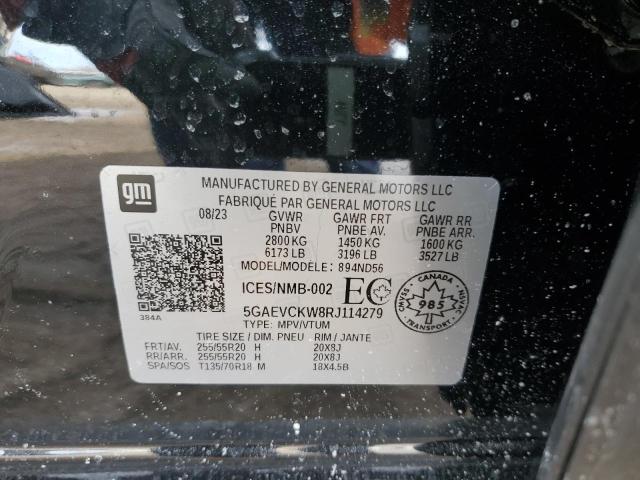 gm
MANUFACTURED BY GENERAL MOTORS LLC
FABRIQUÉ PAR GENERAL MOTORS LLC
08/23 GVWR GAWR FRT GAWR RR
PNBV PNBE AV. PNBE ARR.
2800 KG 1450 KG 1600 KG
6173 LB 3196 LB 3527 LB
MODEL/MODÈLE: 894ND56
384A
ICES/NMB-002 EC
CANADA
CMVSS 985 NSVAC
TRANSPORT
5GAEVCKW8RJ114279
TYPE: MPV/VTUM
TIRE SIZE / DIM. PNEU RIM / JANTE
FRT/AV. 255/55R20 H 20X8J
RR/ARR. 255/55R20 H 20X8J
SPA/SOS T135/70R18 M 18X4.5B